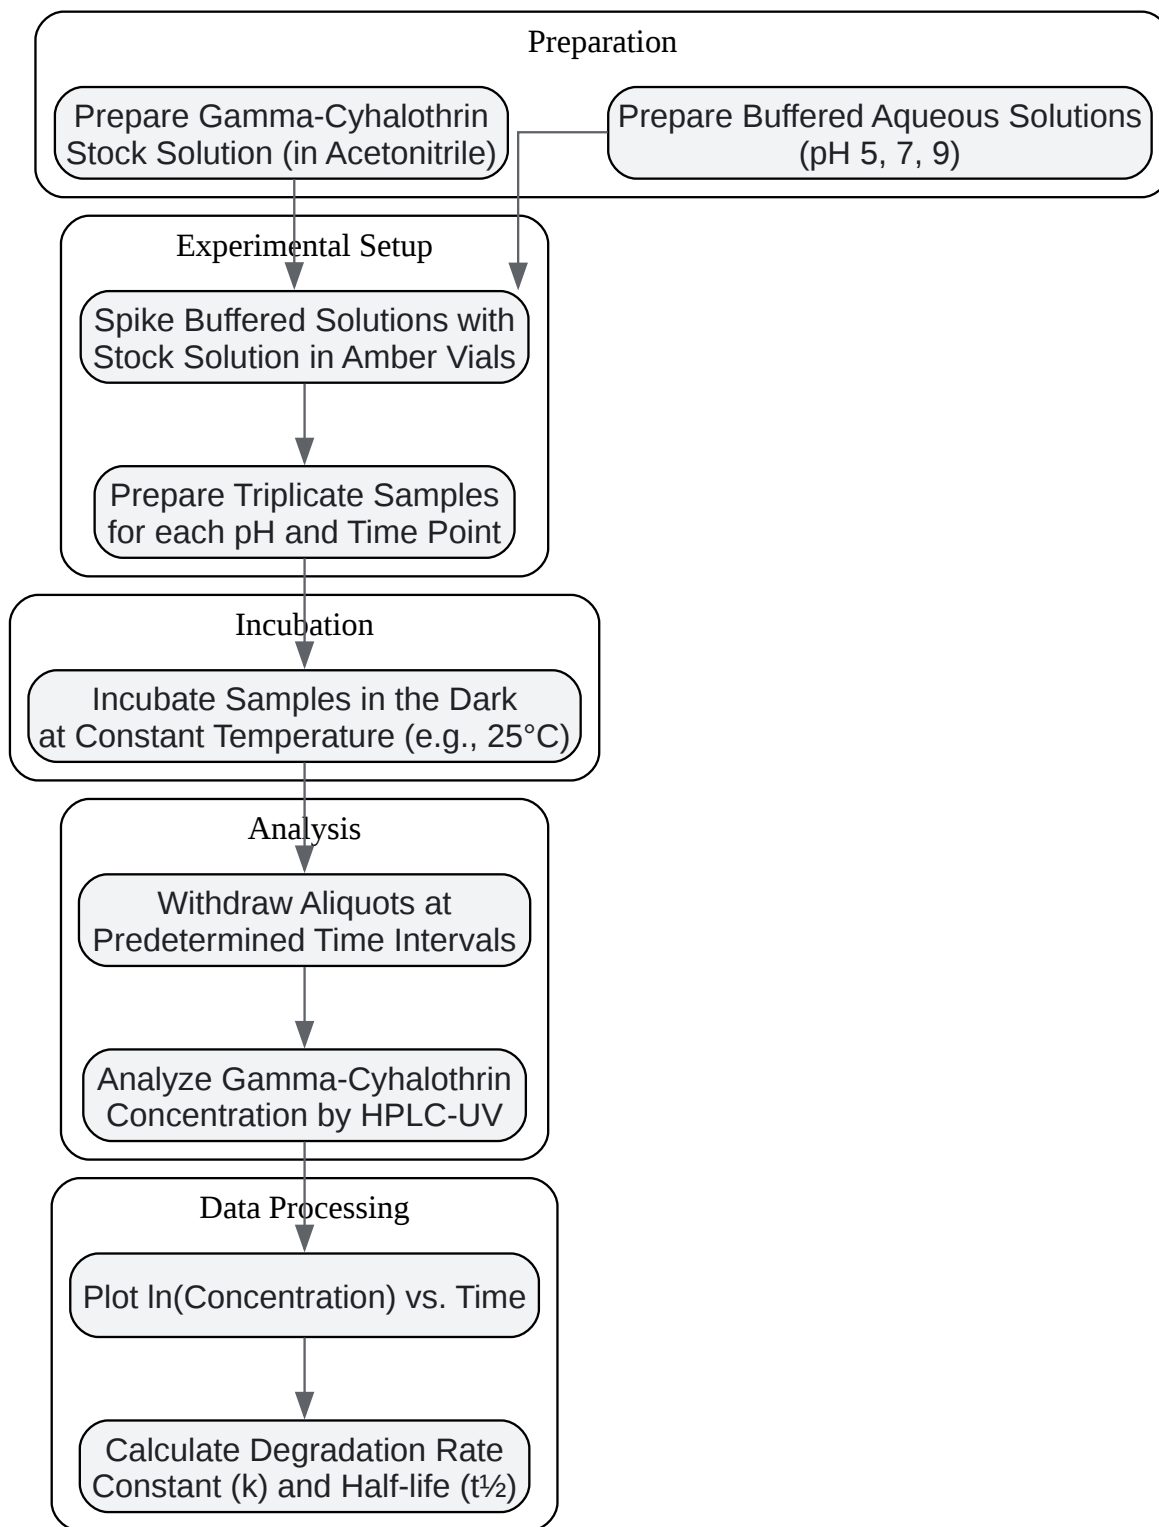 Preparation
Prepare Gamma-Cyhalothrin
Stock Solution (in Acetonitrile)
Prepare Buffered Aqueous Solutions
(pH 5, 7, 9)
Experimental Setup
Spike Buffered Solutions with
Stock Solution in Amber Vials
Prepare Triplicate Samples
for each pH and Time Point
Incubation
Incubate Samples in the Dark
at Constant Temperature (e.g., 25°C)
Analysis
Withdraw Aliquots at
Predetermined Time Intervals
Analyze Gamma-Cyhalothrin
Concentration by HPLC-UV
Data Processing
Plot ln(Concentration) vs. Time
Calculate Degradation Rate
Constant (k) and Half-life (t½)